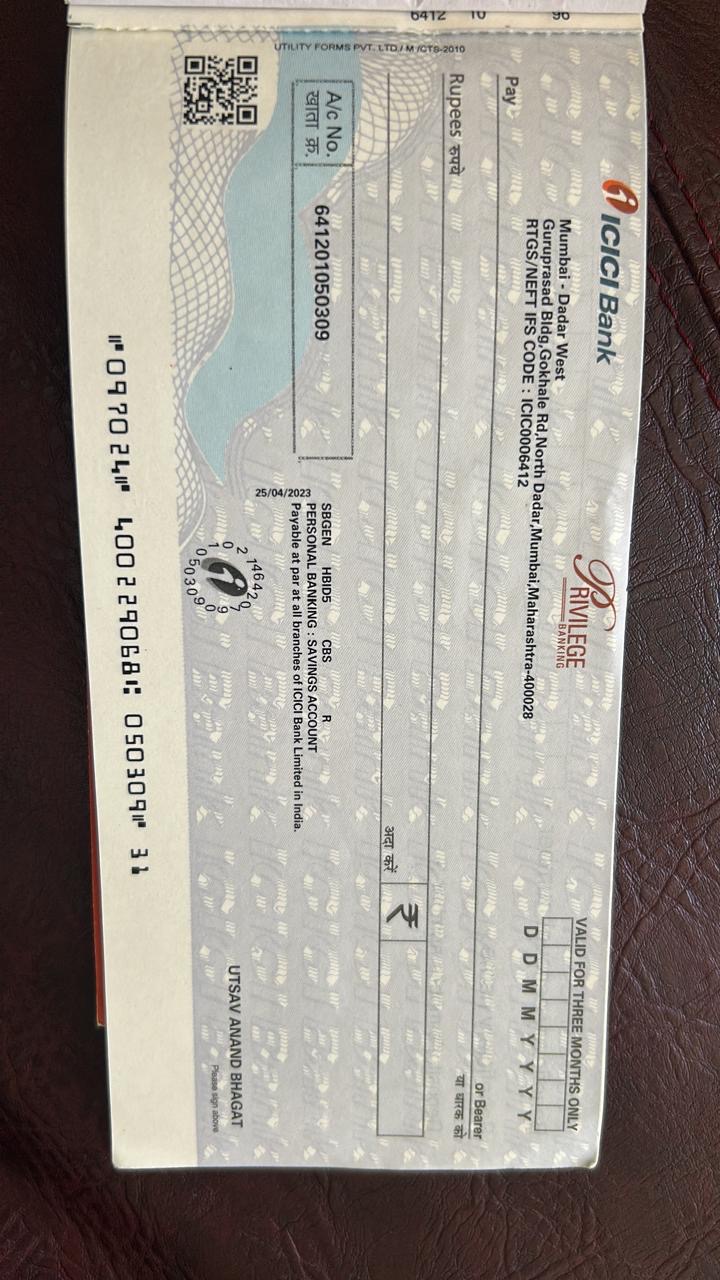 6412 10 90
UTILITY FORMS PVT. LTD./ M /CTS-2010
ICICI Bank
PRIVILEGE
BANKING
Mumbai - Dadar West
Guruprasad Bldg,Gokhale Rd,North Dadar,Mumbai,Maharashtra-400028
RTGS/NEFT IFS CODE : ICIC0006412
VALID FOR THREE MONTHS ONLY
D D M M Y Y Y Y
Pay
or Bearer
या धारक को
Rupees रुपये
अदा करें
₹
A/c No.
खाता क्र.
641201050309
SBGEN HBID5 CBS R
PERSONAL BANKING : SAVINGS ACCOUNT
Payable at par at all branches of ICICI Bank Limited in India.
25/04/2023
UTSAV ANAND BHAGAT
Please sign above
⑈097024⑈ 400229068⑆ 050309⑈ 31